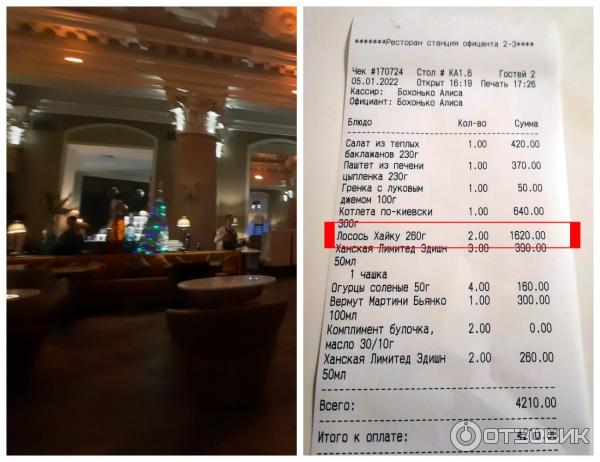 *******Ресторан станция официанта 2-3****
Чек #170724 Стол # КА1.6 Гостей 2
05.01.2022 Открыт 16:19 Печать 17:26
Кассир: Бохонько Алиса
Официант: Бохонько Алиса
Блюдо Кол-во Сумма
Салат из теплых 1.00 420.00
баклажанов 230г
Паштет из печени 1.00 370.00
цыпленка 230г
Гренка с луковым 1.00 50.00
джемом 100г
Котлета по-киевски 1.00 640.00
300г
Лосось Хайку 260г 2.00 1620.00
Ханская Лимитед Эдишн 3.00 390.00
50мл
1 чашка
Огурцы соленые 50г 4.00 160.00
Вермут Мартини Бьянко 1.00 300.00
100мл
Комплимент булочка, 2.00 0.00
масло 30/10г
Ханская Лимитед Эдишн 2.00 260.00
50мл
Всего: 4210.00
Итого к оплате: 4210.00
ОТЗОВИК